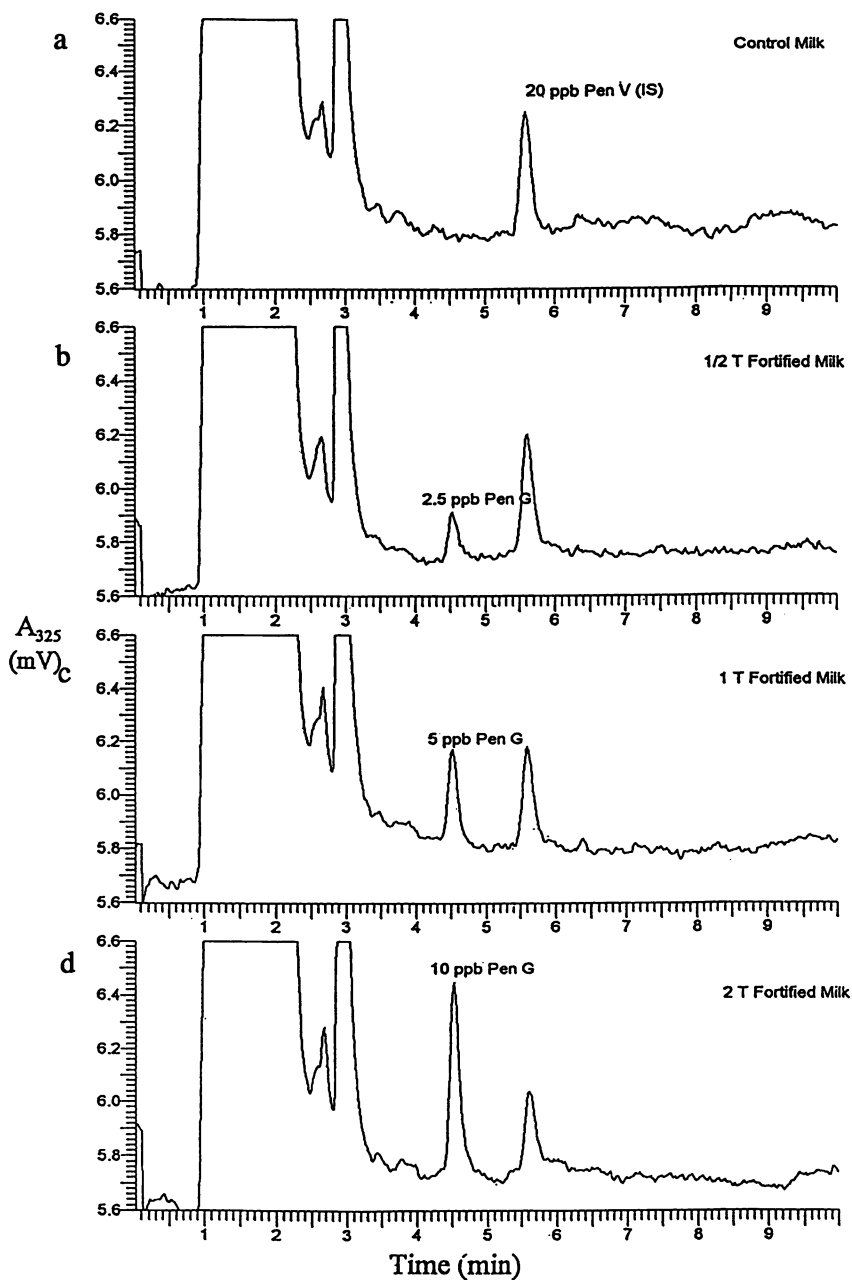 a
6.6
6.4
6.2
6.0
5.8
5.6
Control Milk
20 ppb Pen V (IS)
1 2 3 4 5 6 7 8 9
b
6.6
6.4
6.2
6.0
5.8
5.6
1/2 T Fortified Milk
2.5 ppb Pen G
1 2 3 4 5 6 7 8 9
A325
(mV)
c
6.6
6.4
6.2
6.0
5.8
5.6
1 T Fortified Milk
5 ppb Pen G
1 2 3 4 5 6 7 8 9
d
6.6
6.4
6.2
6.0
5.8
5.6
10 ppb Pen G
2 T Fortified Milk
1 2 3 4 5 6 7 8 9
Time (min)